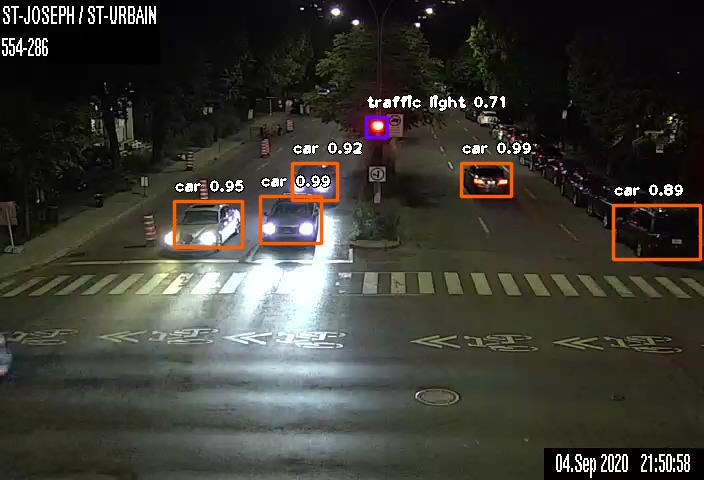 ST-JOSEPH / ST-URBAIN
554-286
traffic light 0.71
car 0.92
car 0.99
car 0.95
car 0.99
car 0.89
04.Sep 2020 21:50:58